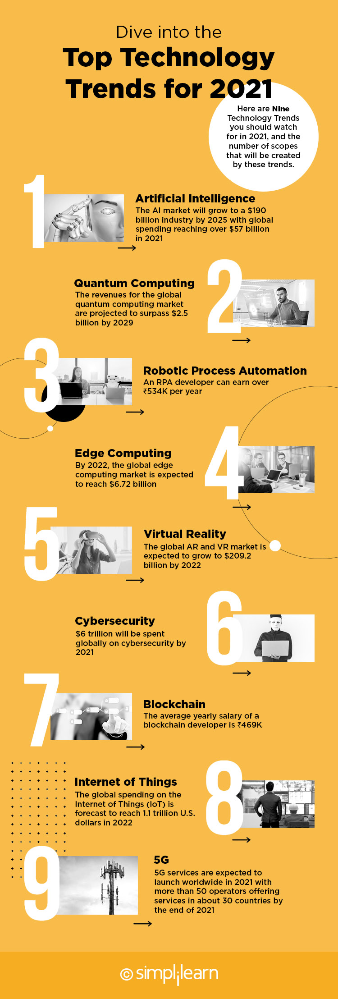 Dive into the
Top Technology
Trends for 2021
Here are Nine
Technology Trends
you should watch
for in 2021, and the
number of scopes
that will be created
by these trends.
1
Artificial Intelligence
The AI market will grow to a $190
billion industry by 2025 with global
spending reaching over $57 billion
in 2021
2
Quantum Computing
The revenues for the global
quantum computing market
are projected to surpass $2.5
billion by 2029
3
Robotic Process Automation
An RPA developer can earn over
₹534K per year
4
Edge Computing
By 2022, the global edge
computing market is expected
to reach $6.72 billion
5
Virtual Reality
The global AR and VR market is
expected to grow to $209.2
billion by 2022
6
Cybersecurity
$6 trillion will be spent
globally on cybersecurity by
2021
7
Blockchain
The average yearly salary of a
blockchain developer is ₹469K
8
Internet of Things
The global spending on the
Internet of Things (IoT) is
forecast to reach 1.1 trillion U.S.
dollars in 2022
9
5G
5G services are expected to
launch worldwide in 2021 with
more than 50 operators offering
services in about 30 countries by
the end of 2021
© simplilearn